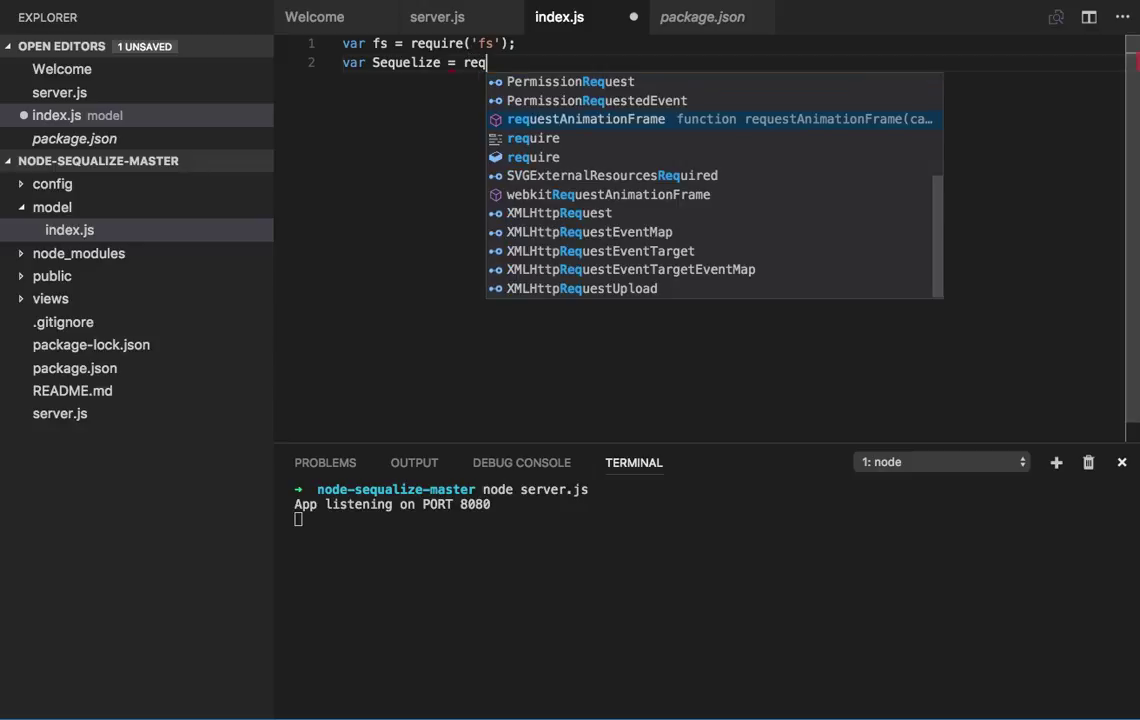 EXPLORER
OPEN EDITORS 1 UNSAVED
Welcome
server.js
index.js model
package.json
NODE-SEQUALIZE-MASTER
config
model
index.js
node_modules
public
views
.gitignore
package-lock.json
package.json
README.md
server.js
Welcome server.js index.js package.json
1 var fs = require('fs');
2 var Sequelize = req
PermissionRequest
PermissionRequestedEvent
requestAnimationFrame function requestAnimationFrame(ca…
require
require
SVGExternalResourcesRequired
webkitRequestAnimationFrame
XMLHttpRequest
XMLHttpRequestEventMap
XMLHttpRequestEventTarget
XMLHttpRequestEventTargetEventMap
XMLHttpRequestUpload
PROBLEMS OUTPUT DEBUG CONSOLE TERMINAL 1: node
➜ node-sequalize-master node server.js
App listening on PORT 8080